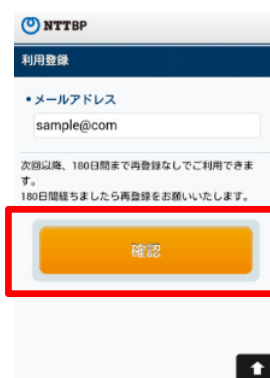 NTTBP
利用登録
・メールアドレス
sample@com
次回以降、180日間まで再登録なしでご利用できま
す。
180日間経ちましたら再登録をお願いいたします。
確認